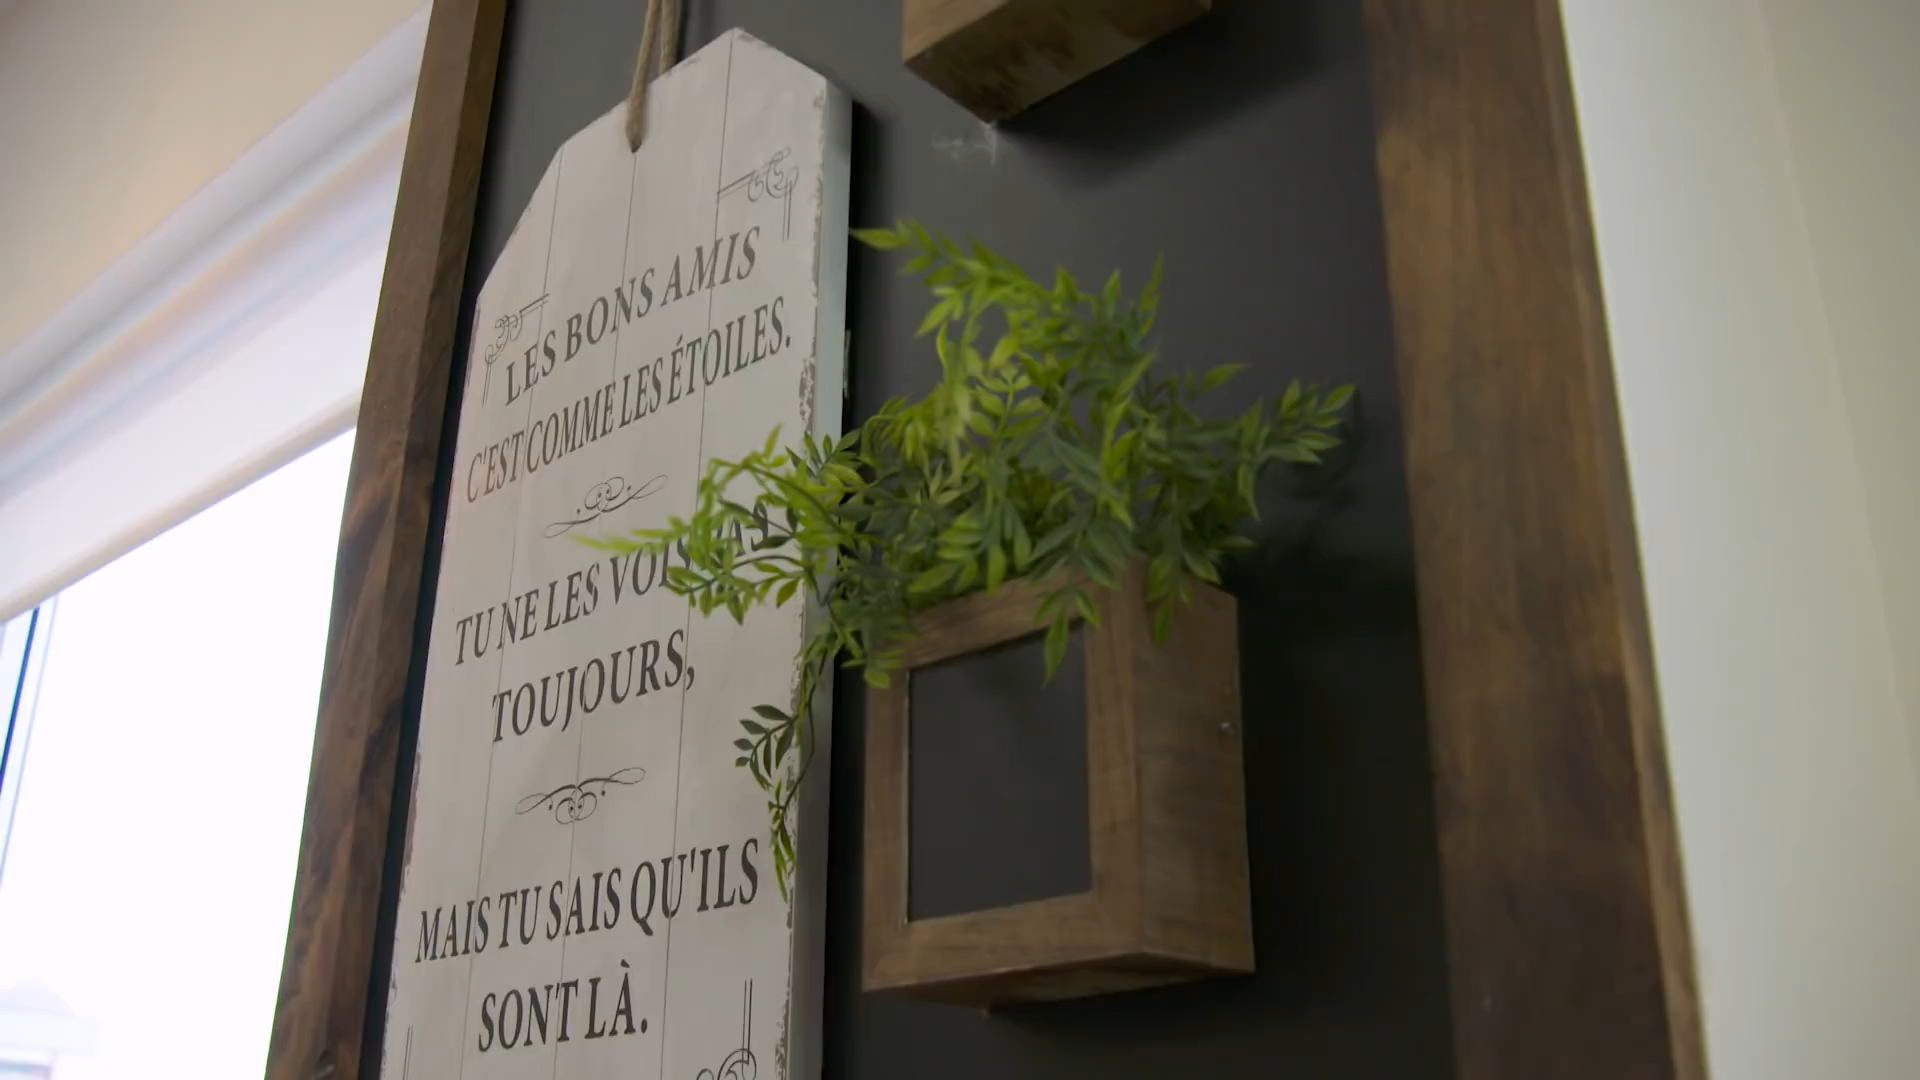 LES BONS AMIS
C'EST COMME LES ÉTOILES.
TU NE LES VOIS PAS
TOUJOURS,
MAIS TU SAIS QU'ILS
SONT LÀ.